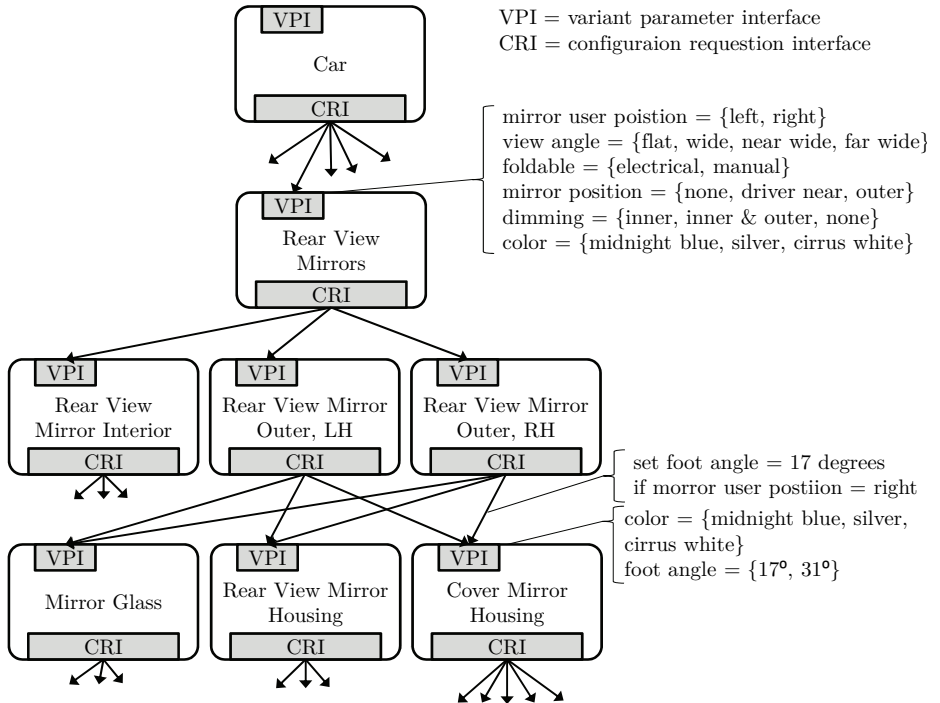 VPI
Car
CRI
VPI = variant parameter interface
CRI = configuraion requestion interface
mirror user poistion = {left, right}
view angle = {flat, wide, near wide, far wide}
foldable = {electrical, manual}
mirror position = {none, driver near, outer}
dimming = {inner, inner & outer, none}
color = {midnight blue, silver, cirrus white}
VPI
Rear View
Mirrors
CRI
VPI
Rear View
Mirror Interior
CRI
VPI
Rear View Mirror
Outer, LH
CRI
VPI
Rear View Mirror
Outer, RH
CRI
set foot angle = 17 degrees
if morror user postiion = right
color = {midnight blue, silver,
cirrus white}
foot angle = {17º, 31º}
VPI
Mirror Glass
CRI
VPI
Rear View Mirror
Housing
CRI
VPI
Cover Mirror
Housing
CRI